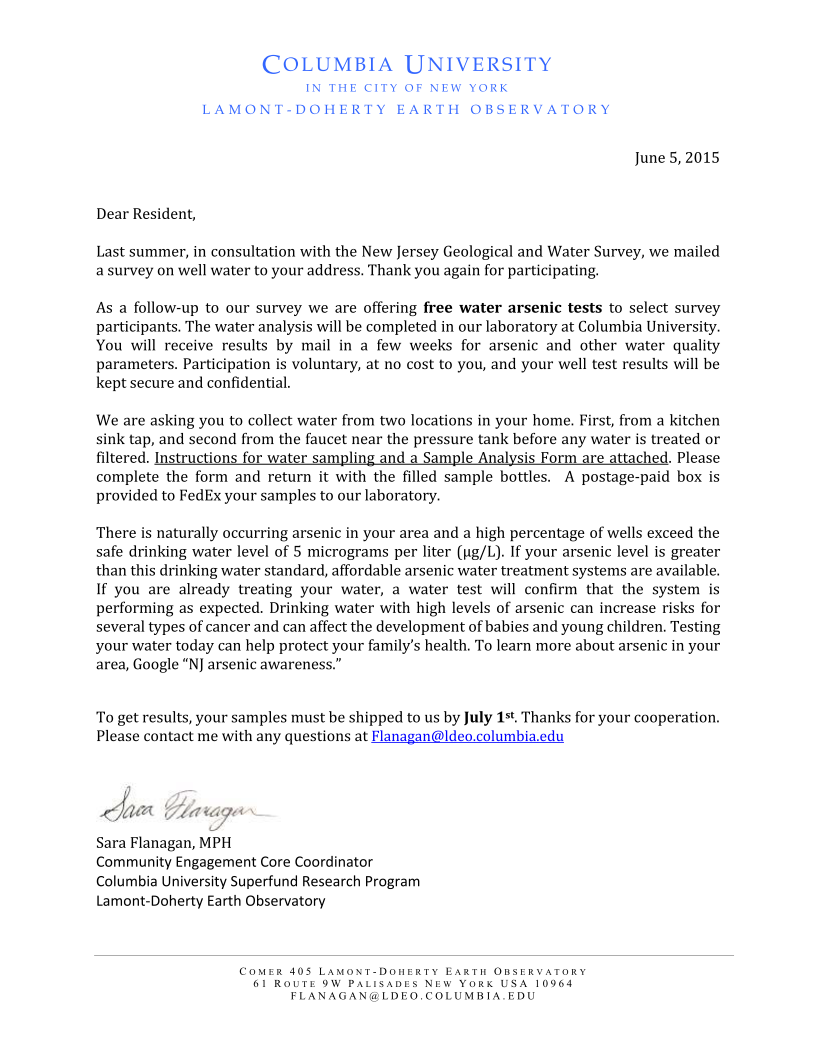 COLUMBIA UNIVERSITY
IN THE CITY OF NEW YORK
LAMONT-DOHERTY EARTH OBSERVATORY
June 5, 2015
Dear Resident,
Last summer, in consultation with the New Jersey Geological and Water Survey, we mailed
a survey on well water to your address. Thank you again for participating.
As a follow-up to our survey we are offering free water arsenic tests to select survey
participants. The water analysis will be completed in our laboratory at Columbia University.
You will receive results by mail in a few weeks for arsenic and other water quality
parameters. Participation is voluntary, at no cost to you, and your well test results will be
kept secure and confidential.
We are asking you to collect water from two locations in your home. First, from a kitchen
sink tap, and second from the faucet near the pressure tank before any water is treated or
filtered. Instructions for water sampling and a Sample Analysis Form are attached. Please
complete the form and return it with the filled sample bottles.  A postage-paid box is
provided to FedEx your samples to our laboratory.
There is naturally occurring arsenic in your area and a high percentage of wells exceed the
safe drinking water level of 5 micrograms per liter (μg/L). If your arsenic level is greater
than this drinking water standard, affordable arsenic water treatment systems are available.
If you are already treating your water, a water test will confirm that the system is
performing as expected. Drinking water with high levels of arsenic can increase risks for
several types of cancer and can affect the development of babies and young children. Testing
your water today can help protect your family’s health. To learn more about arsenic in your
area, Google “NJ arsenic awareness.”
To get results, your samples must be shipped to us by July 1st. Thanks for your cooperation.
Please contact me with any questions at Flanagan@ldeo.columbia.edu
Sara Flanagan
Sara Flanagan, MPH
Community Engagement Core Coordinator
Columbia University Superfund Research Program
Lamont-Doherty Earth Observatory
COMER 405 LAMONT-DOHERTY EARTH OBSERVATORY
61 ROUTE 9W PALISADES NEW YORK USA 10964
FLANAGAN@LDEO.COLUMBIA.EDU